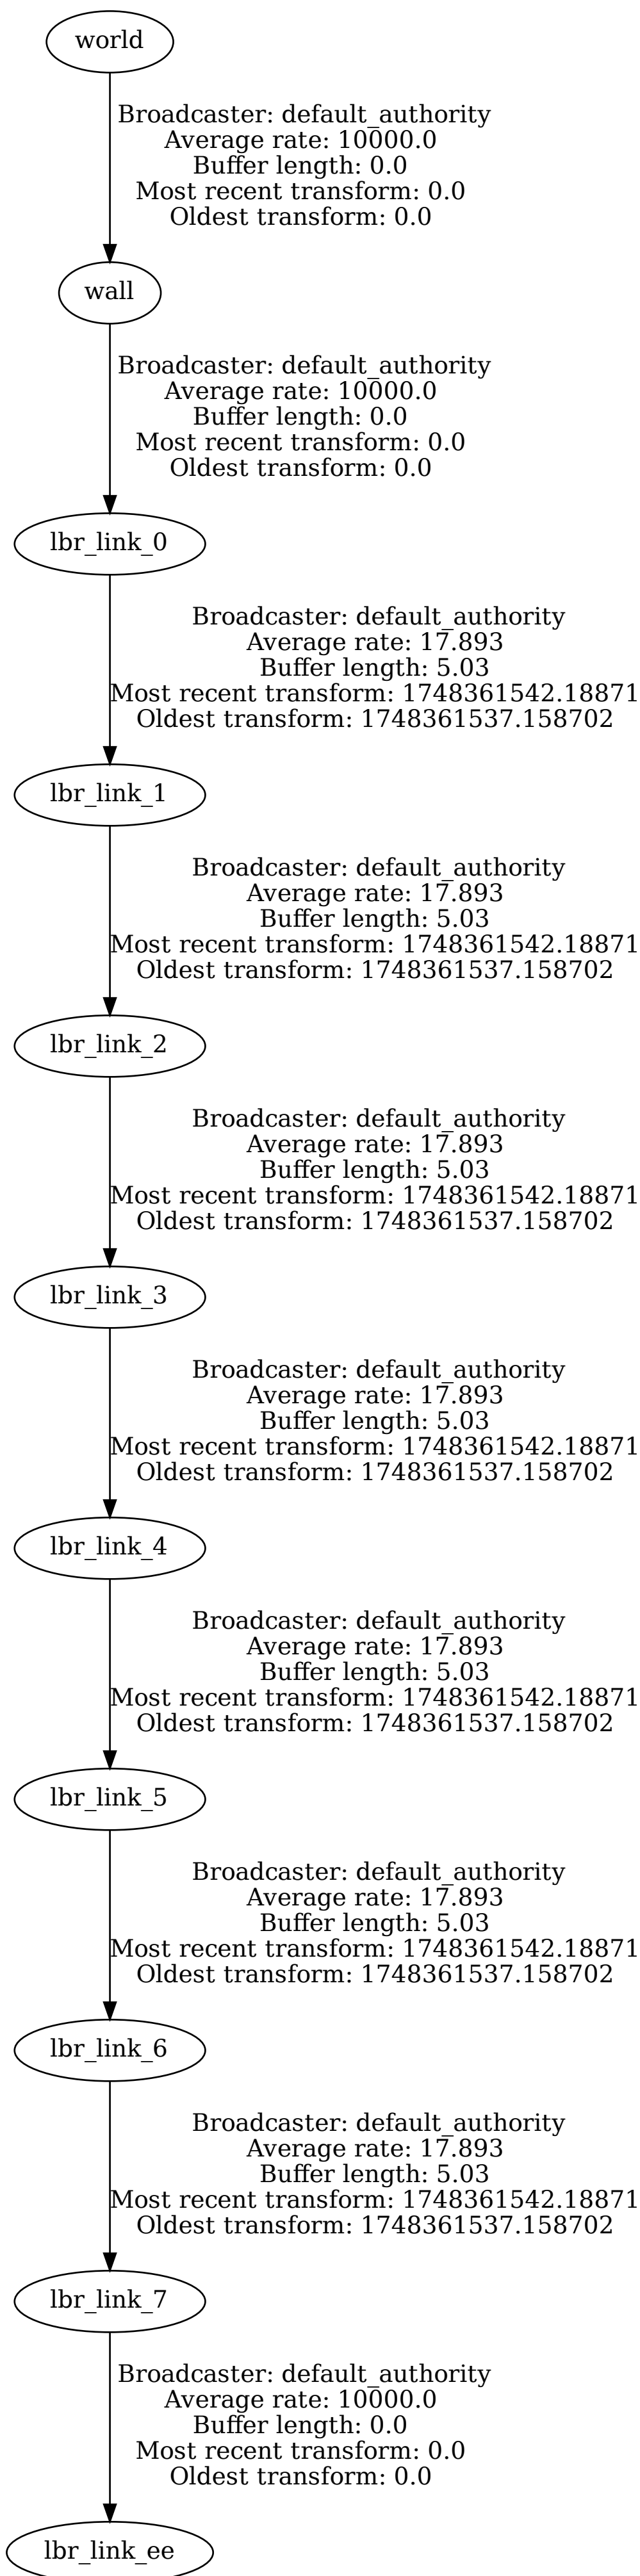 world
Broadcaster: default_authority
Average rate: 10000.0
Buffer length: 0.0
Most recent transform: 0.0
Oldest transform: 0.0
wall
Broadcaster: default_authority
Average rate: 10000.0
Buffer length: 0.0
Most recent transform: 0.0
Oldest transform: 0.0
lbr_link_0
Broadcaster: default_authority
Average rate: 17.893
Buffer length: 5.03
Most recent transform: 1748361542.18871
Oldest transform: 1748361537.158702
lbr_link_1
Broadcaster: default_authority
Average rate: 17.893
Buffer length: 5.03
Most recent transform: 1748361542.18871
Oldest transform: 1748361537.158702
lbr_link_2
Broadcaster: default_authority
Average rate: 17.893
Buffer length: 5.03
Most recent transform: 1748361542.18871
Oldest transform: 1748361537.158702
lbr_link_3
Broadcaster: default_authority
Average rate: 17.893
Buffer length: 5.03
Most recent transform: 1748361542.18871
Oldest transform: 1748361537.158702
lbr_link_4
Broadcaster: default_authority
Average rate: 17.893
Buffer length: 5.03
Most recent transform: 1748361542.18871
Oldest transform: 1748361537.158702
lbr_link_5
Broadcaster: default_authority
Average rate: 17.893
Buffer length: 5.03
Most recent transform: 1748361542.18871
Oldest transform: 1748361537.158702
lbr_link_6
Broadcaster: default_authority
Average rate: 17.893
Buffer length: 5.03
Most recent transform: 1748361542.18871
Oldest transform: 1748361537.158702
lbr_link_7
Broadcaster: default_authority
Average rate: 10000.0
Buffer length: 0.0
Most recent transform: 0.0
Oldest transform: 0.0
lbr_link_ee